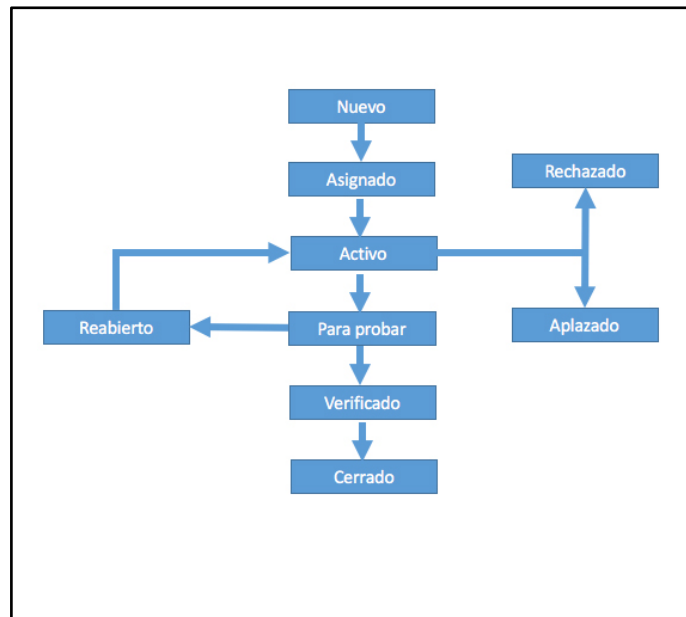 Nuevo
Asignado
Rechazado
Activo
Reabierto
Para probar
Aplazado
Verificado
Cerrado